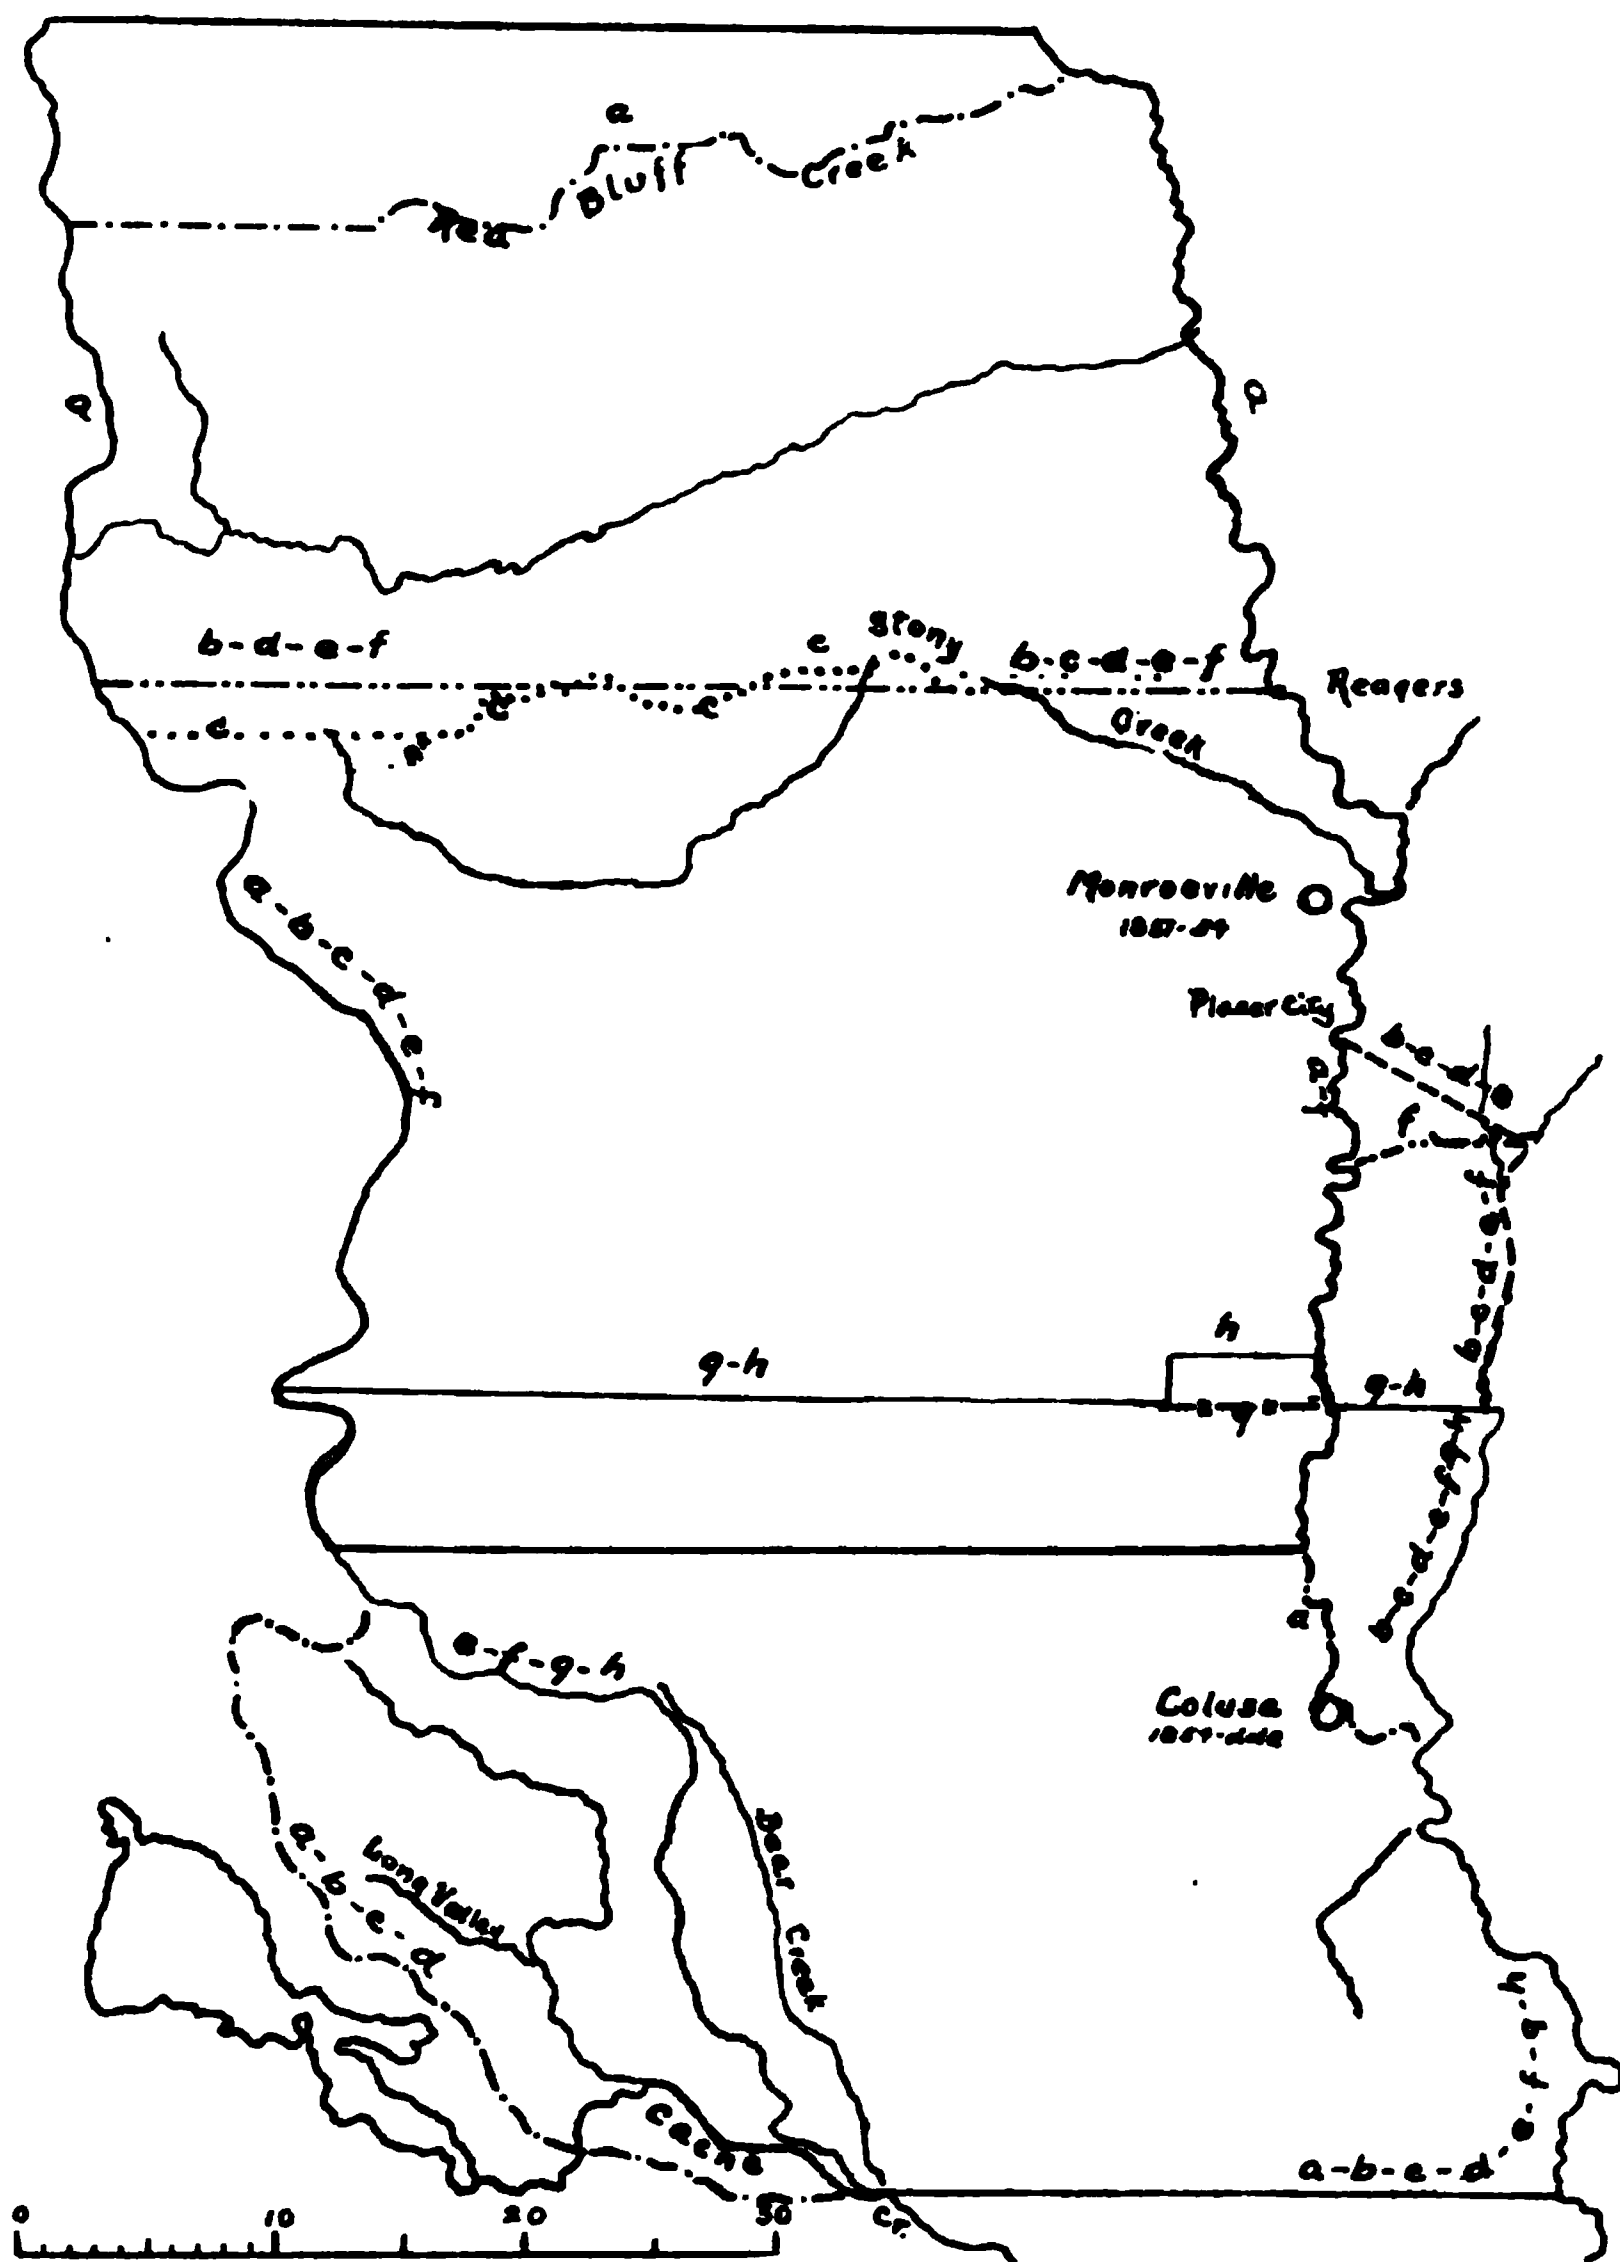 a
Red Bluff Creek
a
a
b-d-e-f
c
Stony
b-c-d-e-f
Reagers
c
c
c
Creek
a-b-c-d-e-f
Monroeville
Placer City
b-c-d-e
f
b-c-d-e-f
h
g-h
g-h
g
a
e-f-g-h
Colusa
Bear Creek
a-b-c-d
Long Valley
Cache
Cr.
a-b-c-d
0 10 20 30